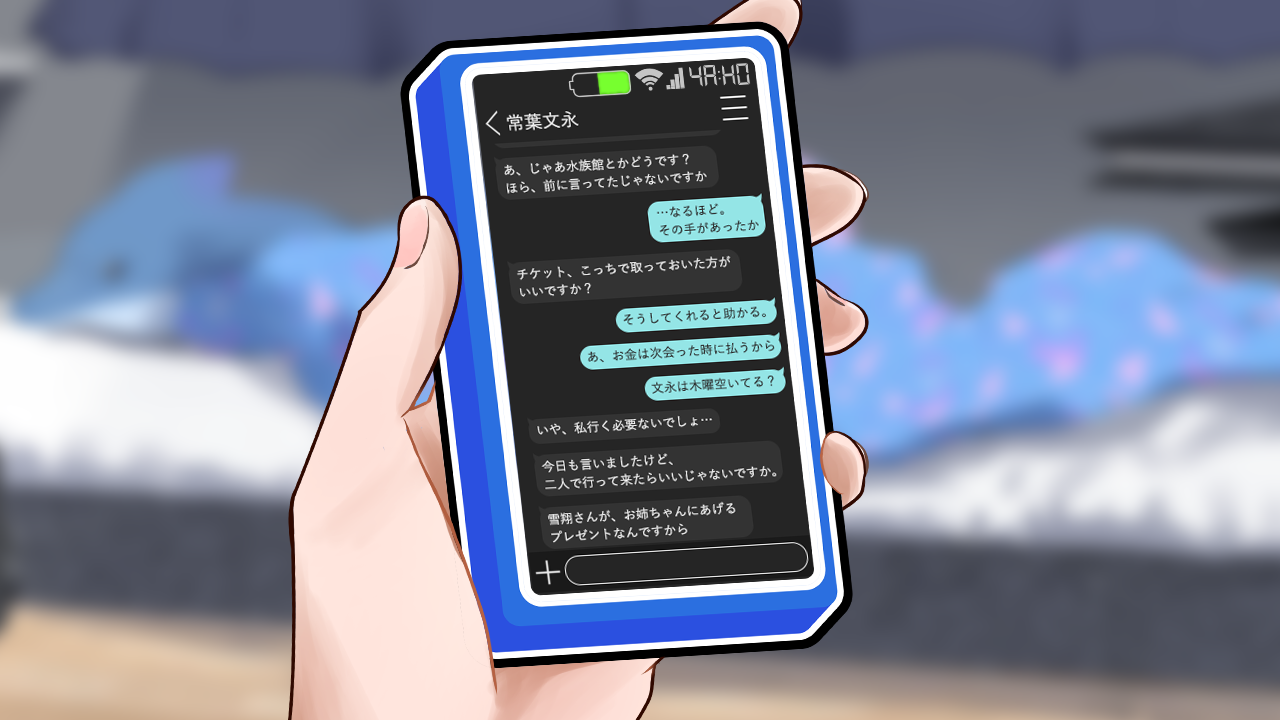 常葉文永
あ、じゃあ水族館とかどうです？
ほら、前に言ってたじゃないですか
…なるほど。
その手があったか
チケット、こっちで取っておいた方が
いいですか？
そうしてくれると助かる。
あ、お金は次会った時に払うから
文永は木曜空いてる？
いや、私行く必要ないでしょ…
今日も言いましたけど、
二人で行って来たらいいじゃないですか。
雪翔さんが、お姉ちゃんにあげる
プレゼントなんですから